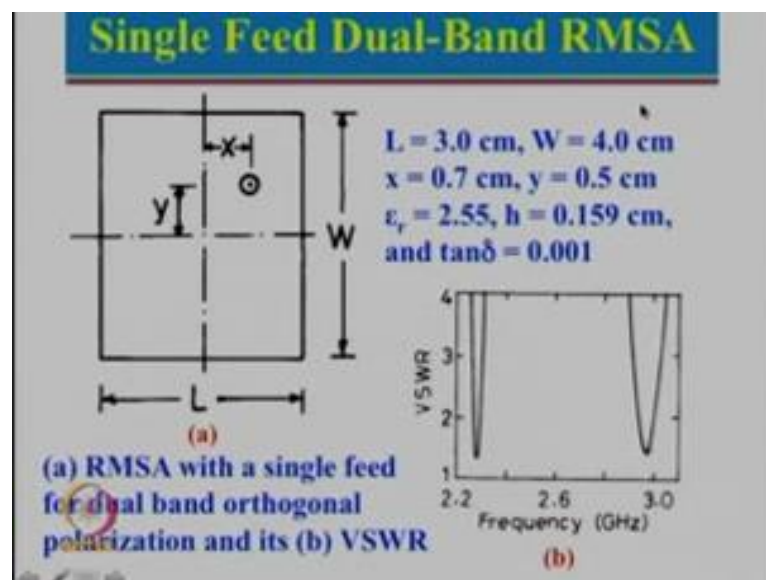 Single Feed Dual-Band RMSA
x
y
W
L
(a)
L = 3.0 cm, W = 4.0 cm
x = 0.7 cm, y = 0.5 cm
εr = 2.55, h = 0.159 cm,
and tanδ = 0.001
VSWR
4
3
2
1
2.2 2.6 3.0
Frequency (GHz)
(b)
(a) RMSA with a single feed
for dual band orthogonal
polarization and its (b) VSWR